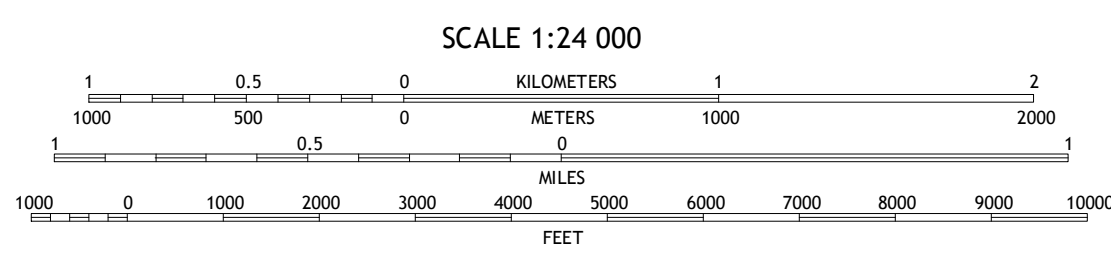 SCALE 1:24 000
1 0.5 0 KILOMETERS 1 2
1000 500 0 METERS 1000 2000
1 0.5 0 1
MILES
1000 0 1000 2000 3000 4000 5000 6000 7000 8000 9000 10000
FEET